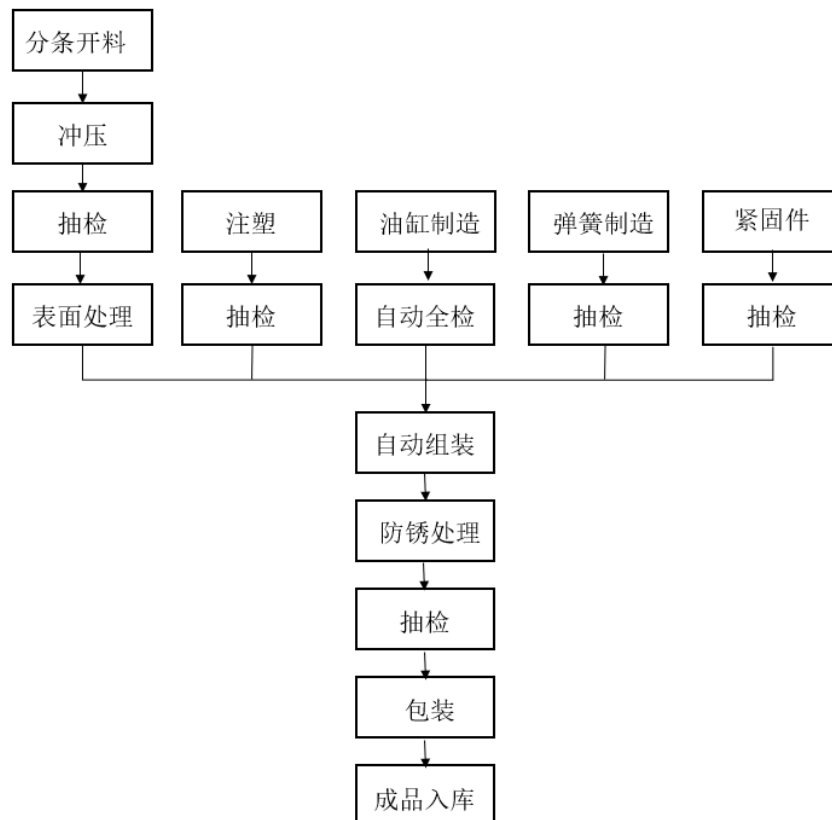 分条开料
冲压
抽检
注塑
油缸制造
弹簧制造
紧固件
表面处理
抽检
自动全检
抽检
抽检
自动组装
防锈处理
抽检
包装
成品入库